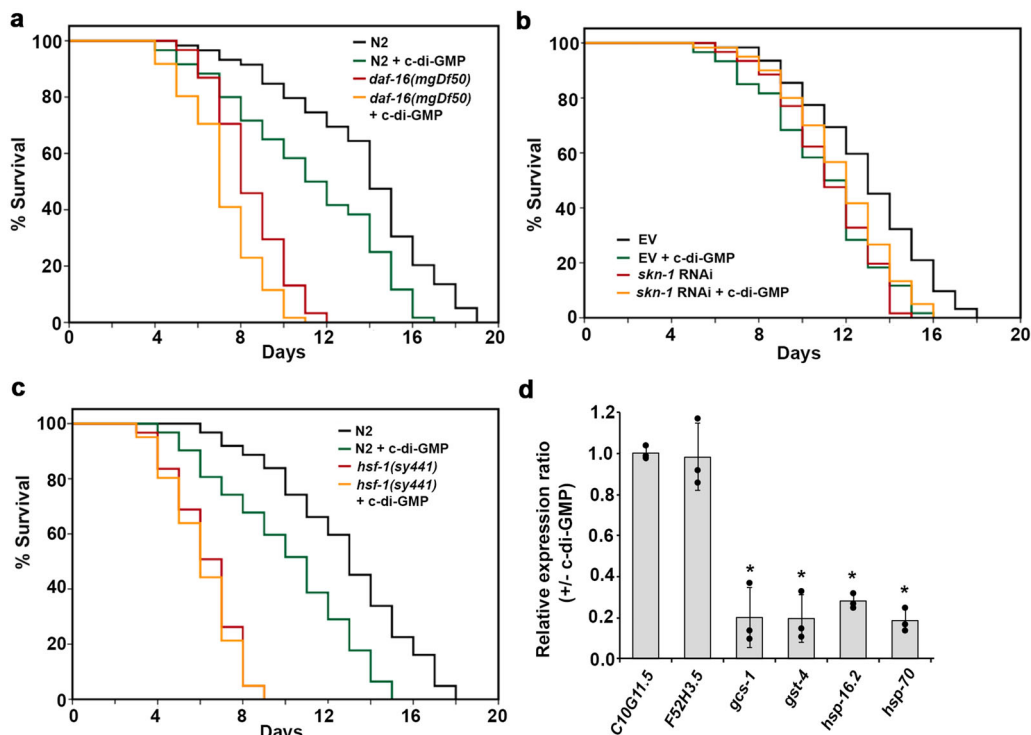 a
100
80
60
40
20
0
% Survival
0
4
8
12
16
20
Days
N2
N2 + c-di-GMP
daf-16(mgDf50)
daf-16(mgDf50)
+ c-di-GMP
b
100
80
60
40
20
0
% Survival
0
4
8
12
16
20
Days
EV
EV + c-di-GMP
skn-1 RNAi
skn-1 RNAi + c-di-GMP
c
100
80
60
40
20
0
% Survival
0
4
8
12
16
20
Days
N2
N2 + c-di-GMP
hsf-1(sy441)
hsf-1(sy441)
+ c-di-GMP
d
1.2
1.0
0.8
0.6
0.4
0.2
0.0
Relative expression ratio
(+/- c-di-GMP)
*
*
*
*
C10G11.5
F52H3.5
gcs-1
gst-4
hsp-16.2
hsp-70